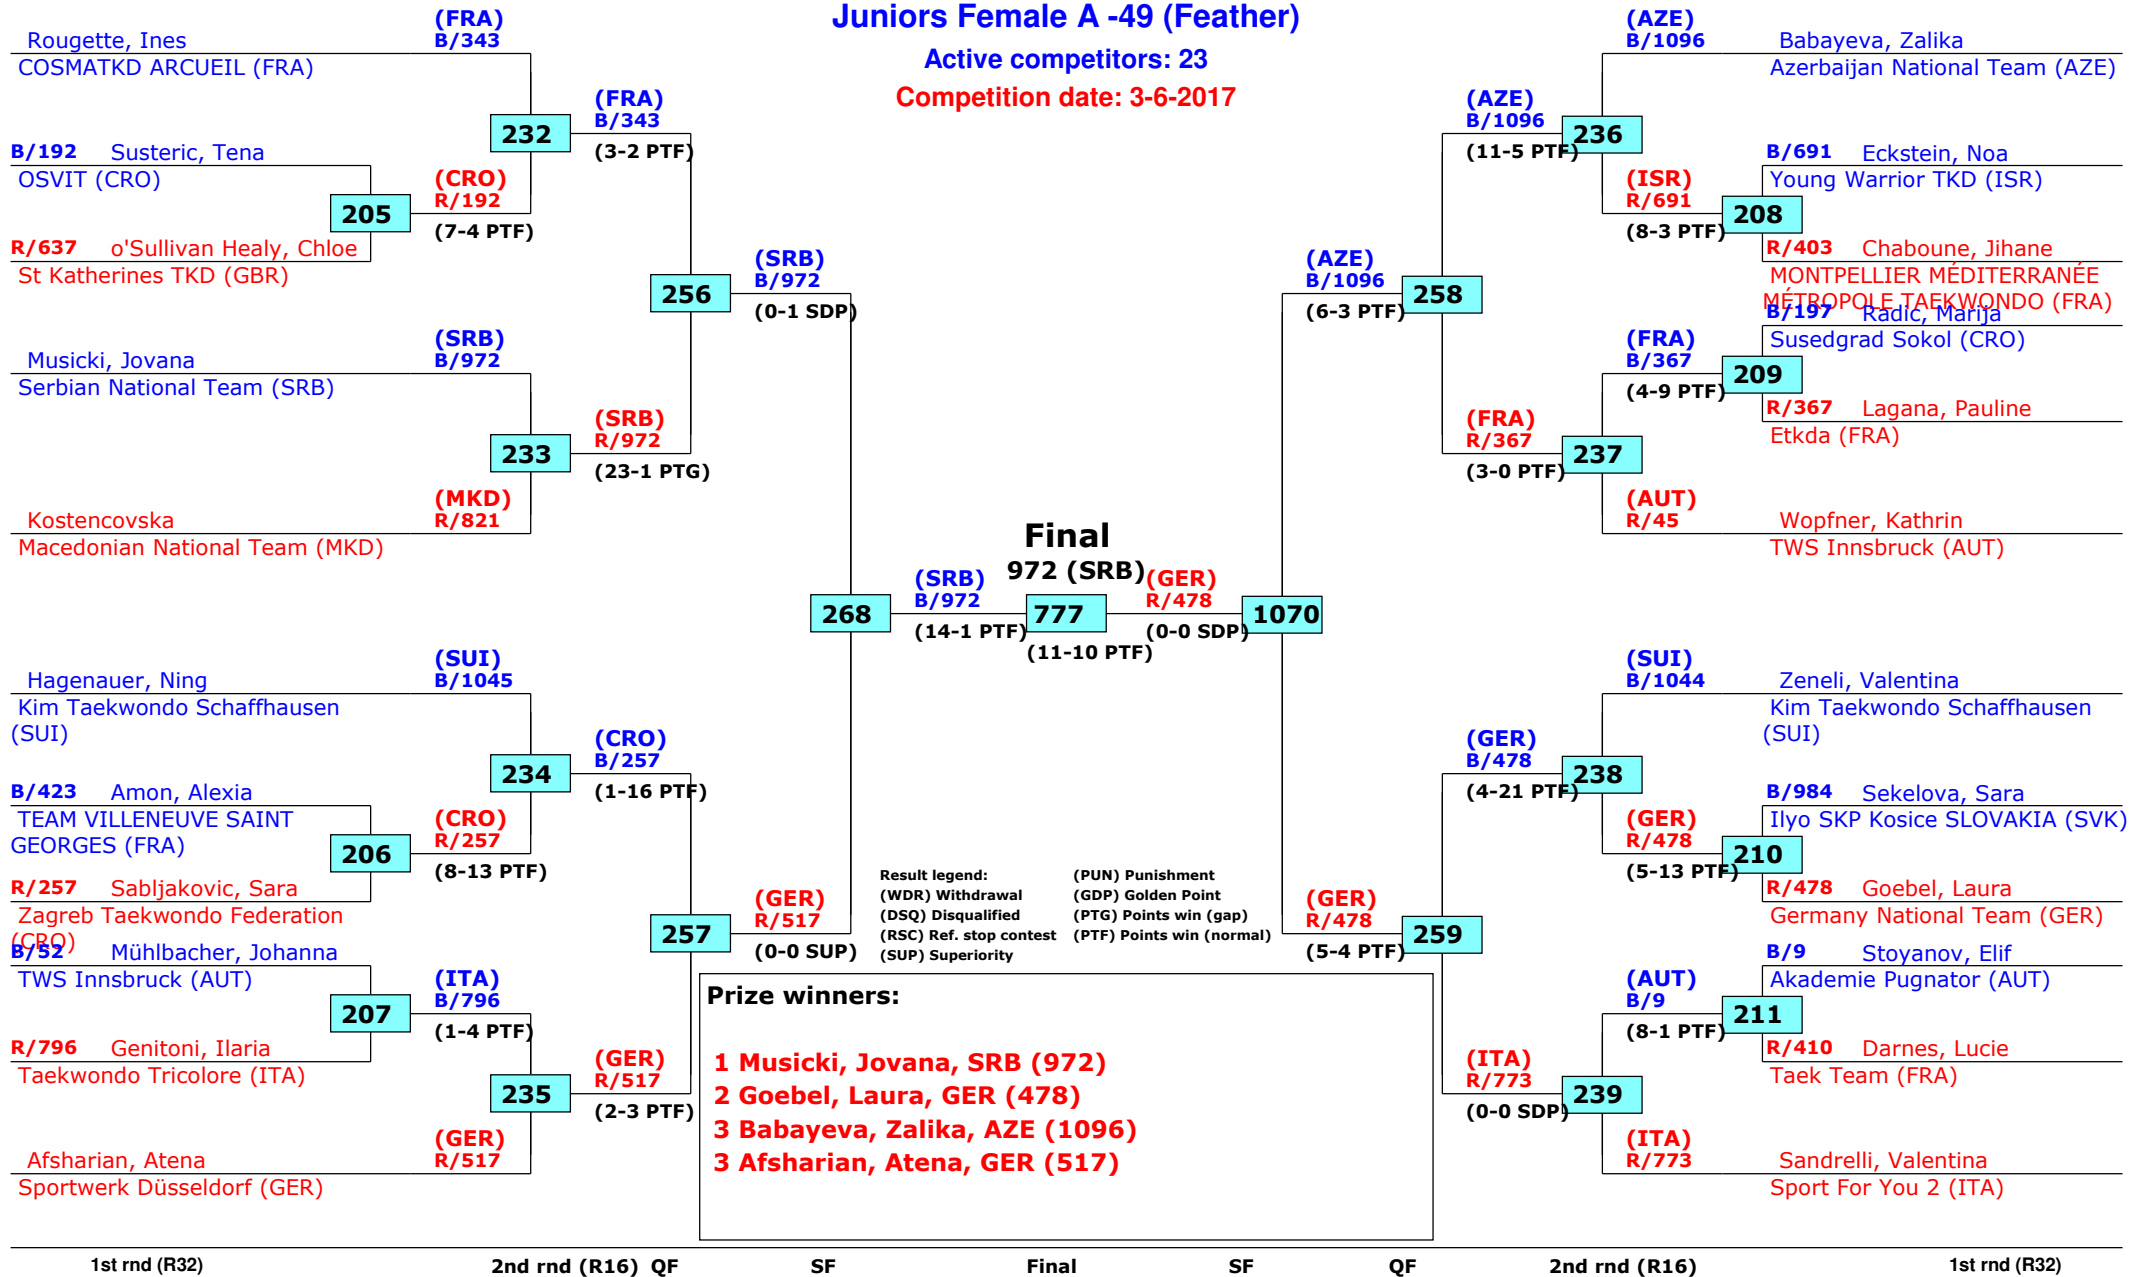 Juniors Female A -49 (Feather)
Active competitors: 23
Competition date: 3-6-2017
Rougette, Ines
COSMATKD ARCUEIL (FRA)
(FRA)
B/343
B/192 Susteric, Tena
OSVIT (CRO)
205
R/637 o'Sullivan Healy, Chloe
St Katherines TKD (GBR)
(CRO)
R/192
(7-4 PTF)
232
(FRA)
B/343
(3-2 PTF)
Musicki, Jovana
Serbian National Team (SRB)
(SRB)
B/972
233
Kostencovska
Macedonian National Team (MKD)
(MKD)
R/821
(SRB)
R/972
(23-1 PTG)
256
(SRB)
B/972
(0-1 SDP)
Hagenauer, Ning
Kim Taekwondo Schaffhausen
(SUI)
(SUI)
B/1045
B/423 Amon, Alexia
TEAM VILLENEUVE SAINT
GEORGES (FRA)
206
R/257 Sabljakovic, Sara
Zagreb Taekwondo Federation
(CRO)
(CRO)
R/257
(8-13 PTF)
234
(CRO)
B/257
(1-16 PTF)
B/52 Mühlbacher, Johanna
TWS Innsbruck (AUT)
207
R/796 Genitoni, Ilaria
Taekwondo Tricolore (ITA)
(ITA)
B/796
(1-4 PTF)
235
Afsharian, Atena
Sportwerk Düsseldorf (GER)
(GER)
R/517
(GER)
R/517
(2-3 PTF)
257
(GER)
R/517
(0-0 SUP)
268
(SRB)
B/972
(14-1 PTF)
Final
972 (SRB)
777
(11-10 PTF)
(GER)
R/478
(0-0 SDP)
1070
(AZE)
B/1096
(6-3 PTF)
258
(AZE)
B/1096
(11-5 PTF)
236
(AZE)
B/1096
Babayeva, Zalika
Azerbaijan National Team (AZE)
(ISR)
R/691
(8-3 PTF)
208
B/691 Eckstein, Noa
Young Warrior TKD (ISR)
R/403 Chaboune, Jihane
MONTPELLIER MÉDITERRANÉE
MÉTROPOLE TAEKWONDO (FRA)
(FRA)
R/367
(3-0 PTF)
237
(FRA)
B/367
(4-9 PTF)
209
B/197 Radic, Marija
Susedgrad Sokol (CRO)
R/367 Lagana, Pauline
Etkda (FRA)
(AUT)
R/45
Wopfner, Kathrin
TWS Innsbruck (AUT)
(GER)
R/478
(5-4 PTF)
259
(GER)
B/478
(4-21 PTF)
238
(SUI)
B/1044
Zeneli, Valentina
Kim Taekwondo Schaffhausen
(SUI)
(GER)
R/478
(5-13 PTF)
210
B/984 Sekelova, Sara
Ilyo SKP Kosice SLOVAKIA (SVK)
R/478 Goebel, Laura
Germany National Team (GER)
(ITA)
R/773
(0-0 SDP)
239
(AUT)
B/9
(8-1 PTF)
211
B/9 Stoyanov, Elif
Akademie Pugnator (AUT)
R/410 Darnes, Lucie
Taek Team (FRA)
(ITA)
R/773
Sandrelli, Valentina
Sport For You 2 (ITA)
Result legend: (PUN) Punishment
(WDR) Withdrawal (GDP) Golden Point
(DSQ) Disqualified (PTG) Points win (gap)
(RSC) Ref. stop contest (PTF) Points win (normal)
(SUP) Superiority
Prize winners:
1 Musicki, Jovana, SRB (972)
2 Goebel, Laura, GER (478)
3 Babayeva, Zalika, AZE (1096)
3 Afsharian, Atena, GER (517)
1st rnd (R32) 2nd rnd (R16) QF SF Final SF QF 2nd rnd (R16) 1st rnd (R32)